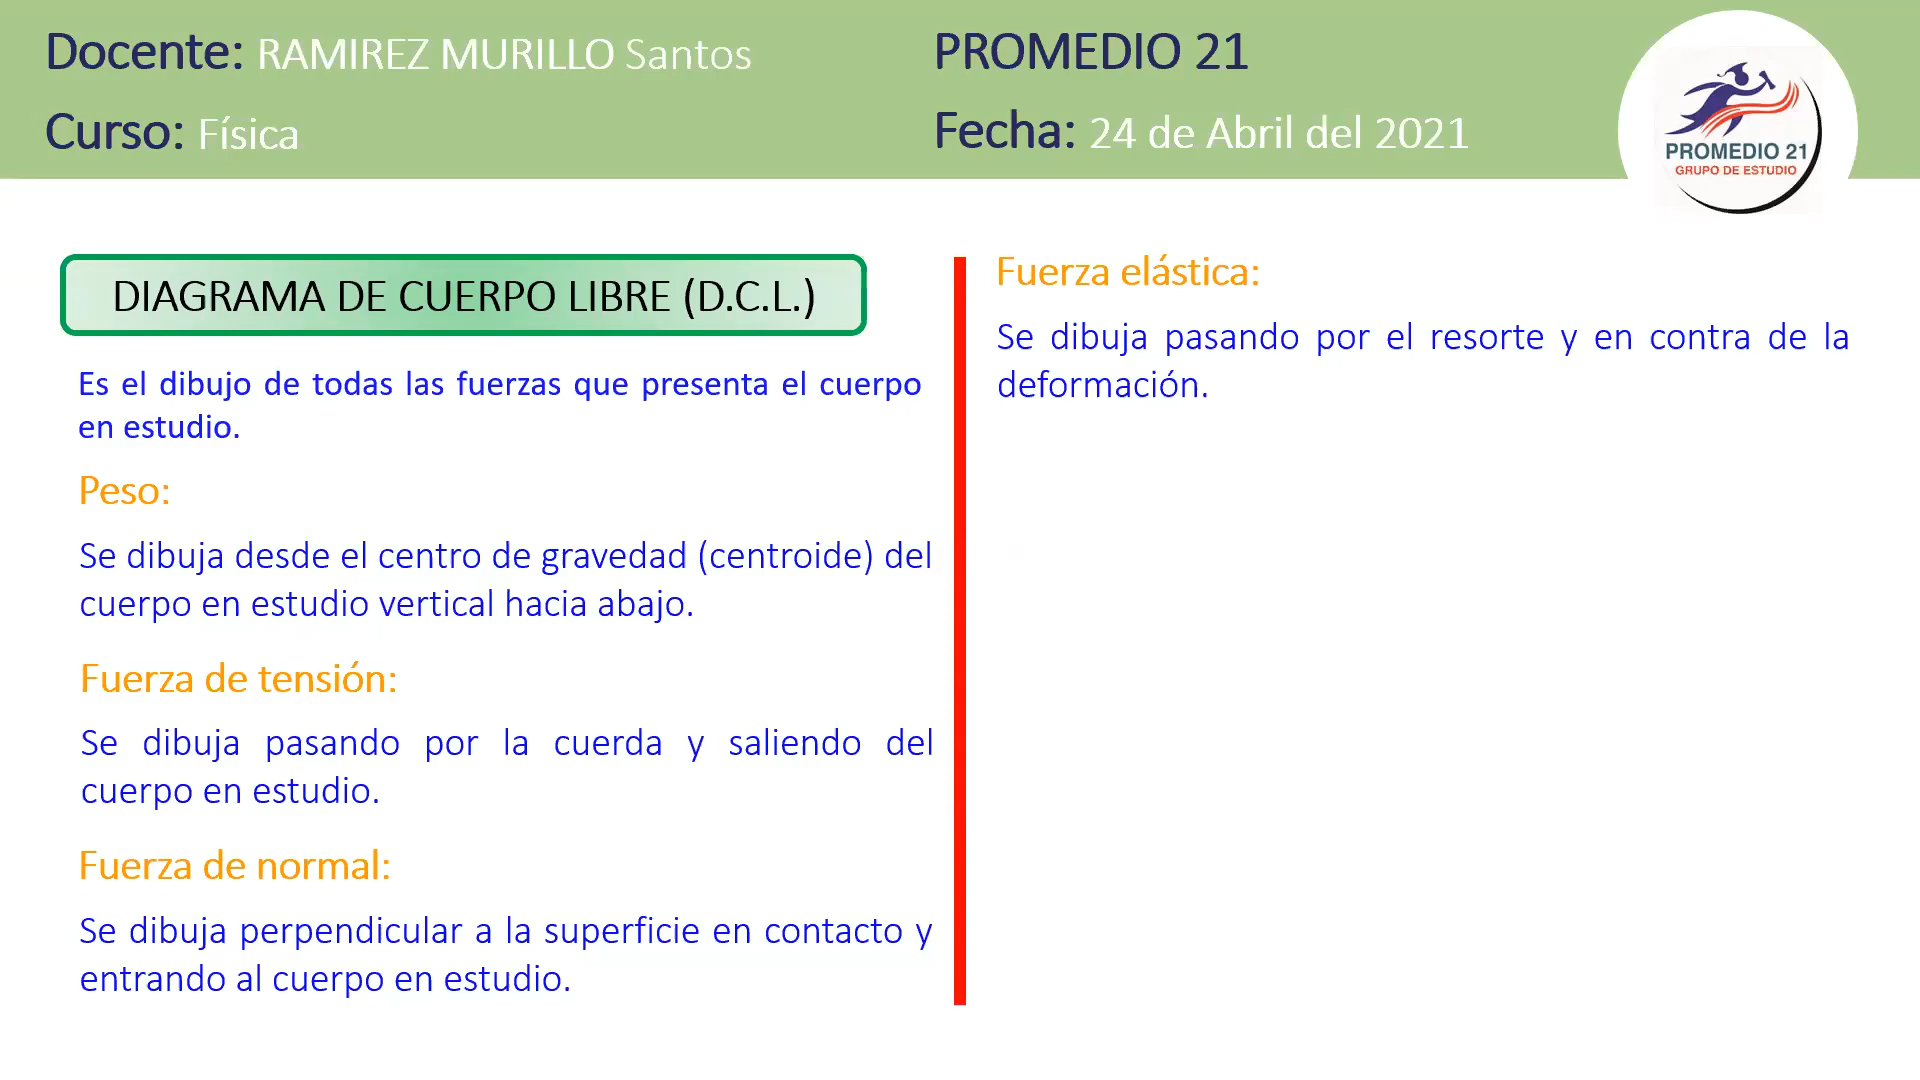 Docente: RAMIREZ MURILLO Santos
Curso: Física
PROMEDIO 21
Fecha: 24 de Abril del 2021
PROMEDIO 21
GRUPO DE ESTUDIO
DIAGRAMA DE CUERPO LIBRE (D.C.L.)
Es el dibujo de todas las fuerzas que presenta el cuerpo
en estudio.
Peso:
Se dibuja desde el centro de gravedad (centroide) del
cuerpo en estudio vertical hacia abajo.
Fuerza de tensión:
Se dibuja pasando por la cuerda y saliendo del
cuerpo en estudio.
Fuerza de normal:
Se dibuja perpendicular a la superficie en contacto y
entrando al cuerpo en estudio.
Fuerza elástica:
Se dibuja pasando por el resorte y en contra de la
deformación.